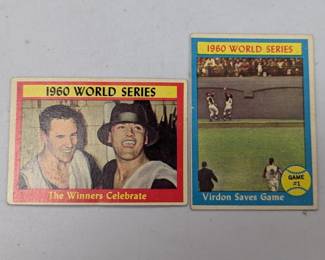 1960 WORLD SERIES
The Winners Celebrate
1960 WORLD SERIES
GAME
#1
Virdon Saves Game